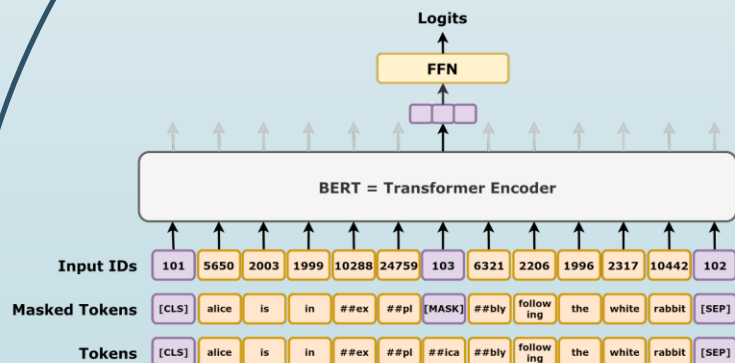 Logits
FFN
BERT = Transformer Encoder
Input IDs 101 5650 2003 1999 10288 24759 103 6321 2206 1996 2317 10442 102
Masked Tokens [CLS] alice is in ##ex ##pl [MASK] ##bly follow ing the white rabbit [SEP]
Tokens [CLS] alice is in ##ex ##pl ##ica ##bly follow ing the white rabbit [SEP]